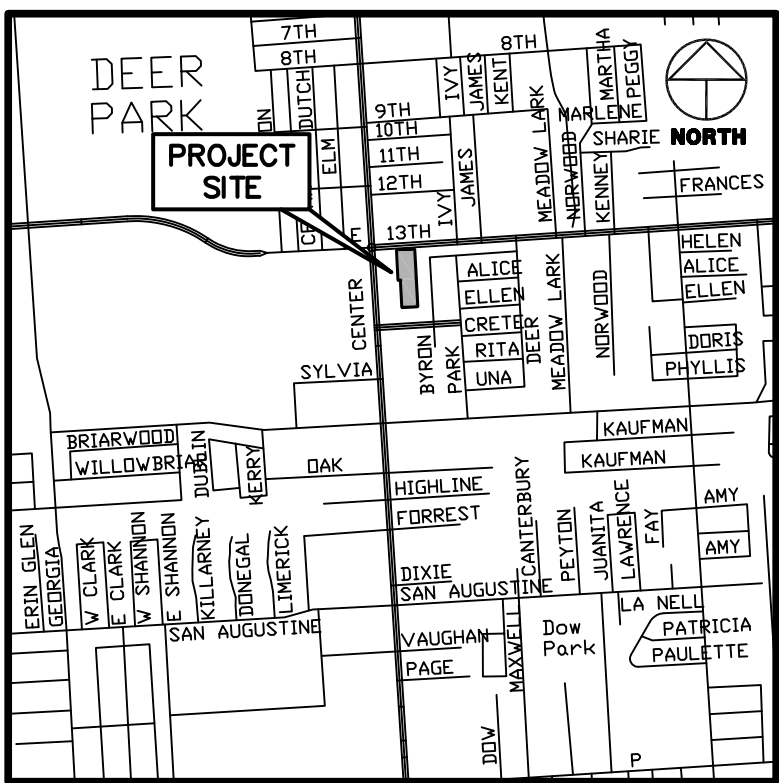 7TH
8TH
8TH
DEER
PARK
DUTCH
ON
ELM
IVY
JAMES
KENT
MARTHA
PEGGY
9TH
10TH
11TH
12TH
13TH
IVY
JAMES
MEADOW LARK
NORWOOD
MARLENE
SHARIE
KENNEY
NORTH
FRANCES
PROJECT
SITE
CE
E
CENTER
ALICE
ELLEN
CRETE
RITA
UNA
BYRON
PARK
DEER
MEADOW LARK
NORWOOD
HELEN
ALICE
ELLEN
DORIS
PHYLLIS
SYLVIA
BRIARWOOD
WILLOWBRIA
DUBLIN
KERRY
OAK
KAUFMAN
KAUFMAN
HIGHLINE
FORREST
CANTERBURY
PEYTON
JUANITA
LAWRENCE
FAY
AMY
AMY
ERIN GLEN
GEORGIA
W CLARK
E CLARK
W SHANNON
E SHANNON
KILLARNEY
DONEGAL
LIMERICK
DIXIE
SAN AUGUSTINE
SAN AUGUSTINE
LA NELL
PATRICIA
PAULETTE
VAUGHAN
PAGE
MAXWELL
Dow
Park
DOW
P